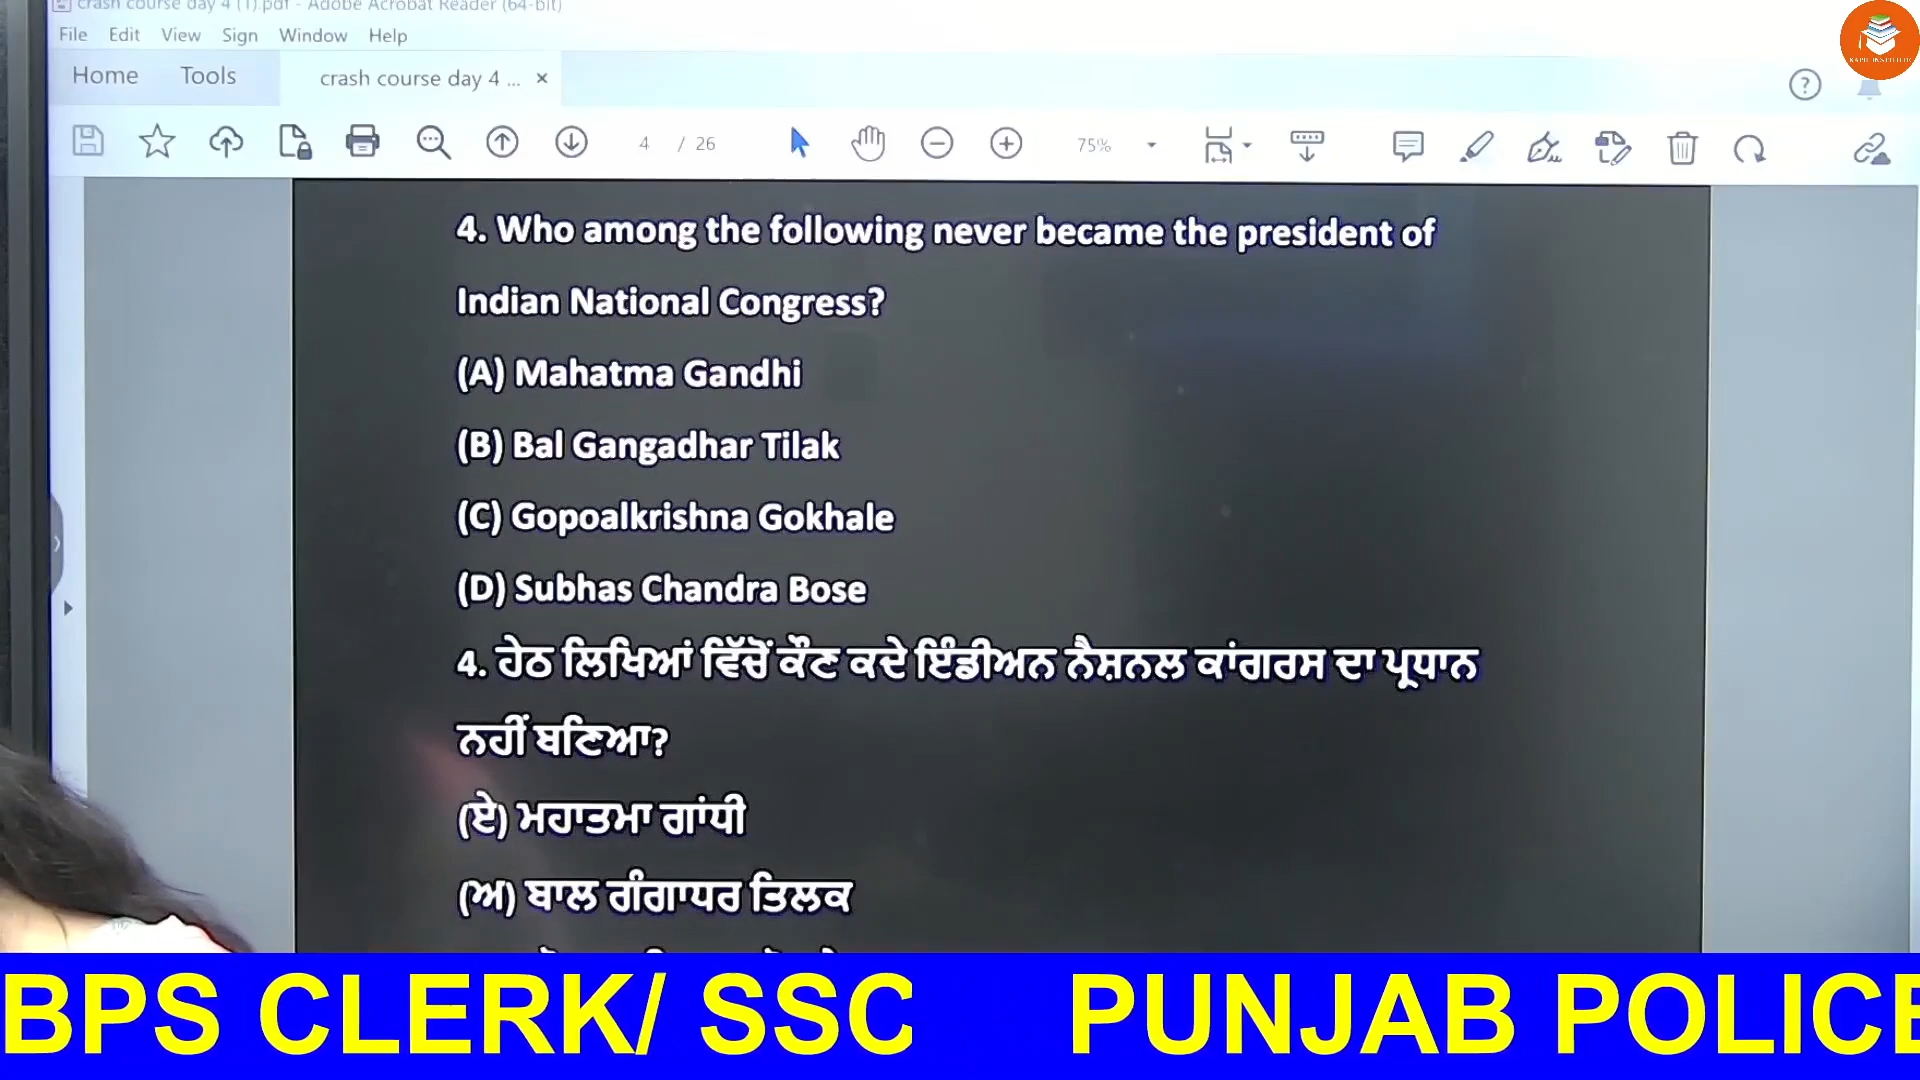 crash course day 4 (1).pdf - Adobe Acrobat Reader (64-bit)
File Edit View Sign Window Help
Home Tools crash course day 4 ... ×
4 / 26 75%
4. Who among the following never became the president of
Indian National Congress?
(A) Mahatma Gandhi
(B) Bal Gangadhar Tilak
(C) Gopoalkrishna Gokhale
(D) Subhas Chandra Bose
4. ਹੇਠ ਲਿਖਿਆਂ ਵਿੱਚੋਂ ਕੌਣ ਕਦੇ ਇੰਡੀਅਨ ਨੈਸ਼ਨਲ ਕਾਂਗਰਸ ਦਾ ਪ੍ਰਧਾਨ
ਨਹੀਂ ਬਣਿਆ?
(ਏ) ਮਹਾਤਮਾ ਗਾਂਧੀ
(ਅ) ਬਾਲ ਗੰਗਾਧਰ ਤਿਲਕ
BPS CLERK/ SSC PUNJAB POLICE